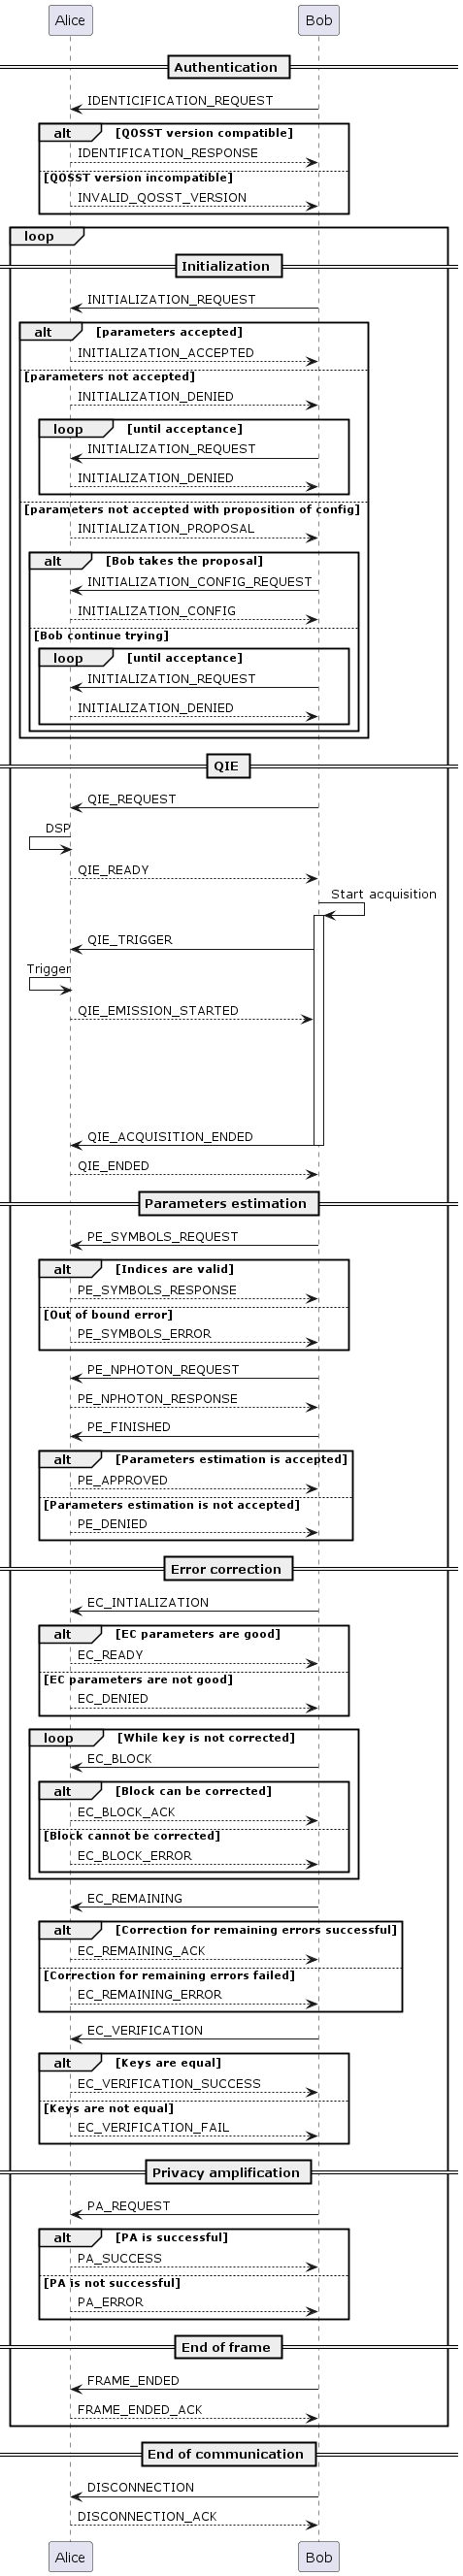 Alice Bob
Authentication
IDENTICIFICATION_REQUEST
alt [QOSST version compatible]
IDENTIFICATION_RESPONSE
[QOSST version incompatible]
INVALID_QOSST_VERSION
loop
Initialization
INITIALIZATION_REQUEST
alt [parameters accepted]
INITIALIZATION_ACCEPTED
[parameters not accepted]
INITIALIZATION_DENIED
loop [until acceptance]
INITIALIZATION_REQUEST
INITIALIZATION_DENIED
[parameters not accepted with proposition of config]
INITIALIZATION_PROPOSAL
alt [Bob takes the proposal]
INITIALIZATION_CONFIG_REQUEST
INITIALIZATION_CONFIG
[Bob continue trying]
loop [until acceptance]
INITIALIZATION_REQUEST
INITIALIZATION_DENIED
QIE
QIE_REQUEST
DSP
QIE_READY
Start acquisition
QIE_TRIGGER
Trigger
QIE_EMISSION_STARTED
QIE_ACQUISITION_ENDED
QIE_ENDED
Parameters estimation
PE_SYMBOLS_REQUEST
alt [Indices are valid]
PE_SYMBOLS_RESPONSE
[Out of bound error]
PE_SYMBOLS_ERROR
PE_NPHOTON_REQUEST
PE_NPHOTON_RESPONSE
PE_FINISHED
alt [Parameters estimation is accepted]
PE_APPROVED
[Parameters estimation is not accepted]
PE_DENIED
Error correction
EC_INTIALIZATION
alt [EC parameters are good]
EC_READY
[EC parameters are not good]
EC_DENIED
loop [While key is not corrected]
EC_BLOCK
alt [Block can be corrected]
EC_BLOCK_ACK
[Block cannot be corrected]
EC_BLOCK_ERROR
EC_REMAINING
alt [Correction for remaining errors successful]
EC_REMAINING_ACK
[Correction for remaining errors failed]
EC_REMAINING_ERROR
EC_VERIFICATION
alt [Keys are equal]
EC_VERIFICATION_SUCCESS
[Keys are not equal]
EC_VERIFICATION_FAIL
Privacy amplification
PA_REQUEST
alt [PA is successful]
PA_SUCCESS
[PA is not successful]
PA_ERROR
End of frame
FRAME_ENDED
FRAME_ENDED_ACK
End of communication
DISCONNECTION
DISCONNECTION_ACK
Alice Bob